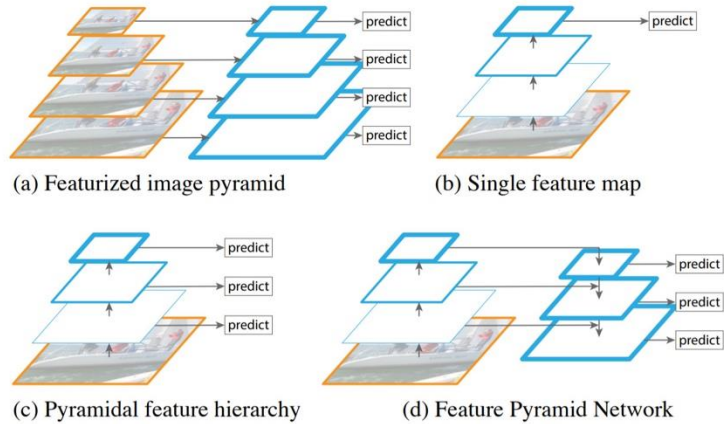 predict
predict
predict
predict
(a) Featurized image pyramid
predict
(b) Single feature map
predict
predict
predict
(c) Pyramidal feature hierarchy
predict
predict
predict
(d) Feature Pyramid Network